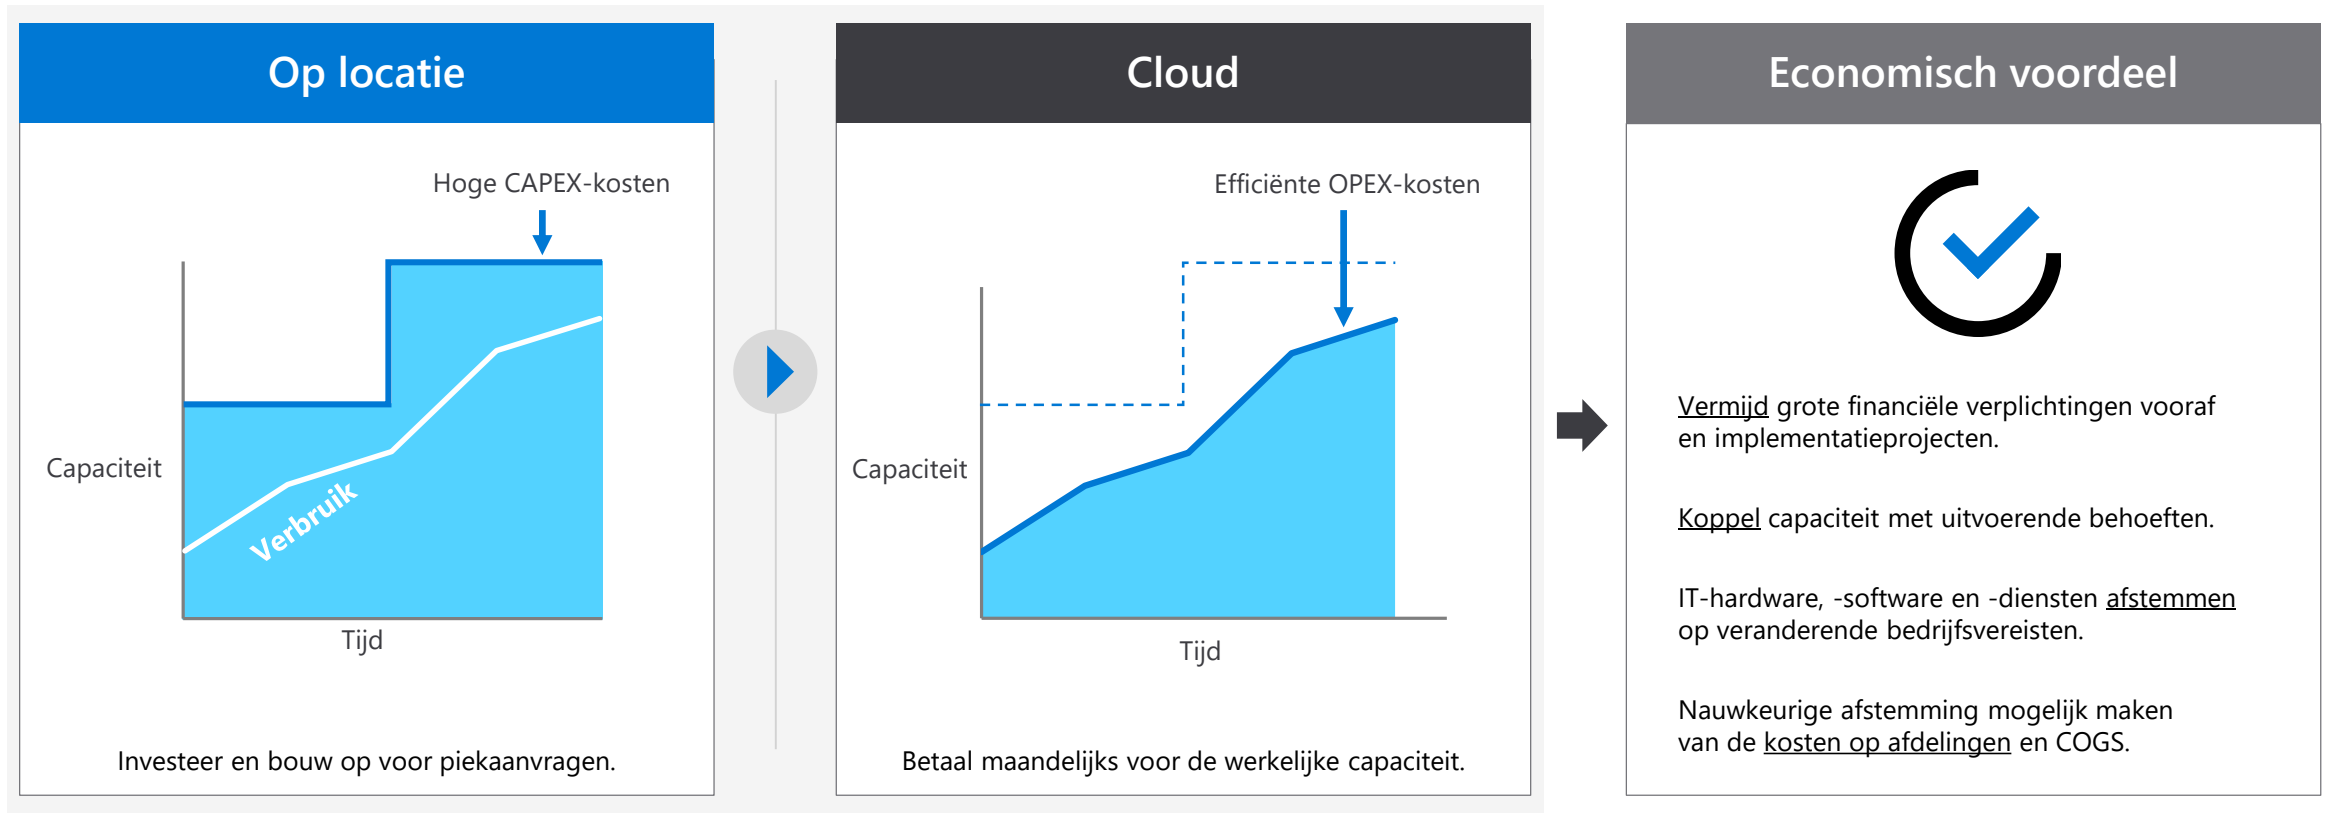 Op locatie
Hoge CAPEX-kosten
Capaciteit
Verbruik
Tijd
Investeer en bouw op voor piekaanvragen.
Cloud
Efficiënte OPEX-kosten
Capaciteit
Tijd
Betaal maandelijks voor de werkelijke capaciteit.
Economisch voordeel
Vermijd grote financiële verplichtingen vooraf
en implementatieprojecten.
Koppel capaciteit met uitvoerende behoeften.
IT-hardware, -software en -diensten afstemmen
op veranderende bedrijfsvereisten.
Nauwkeurige afstemming mogelijk maken
van de kosten op afdelingen en COGS.